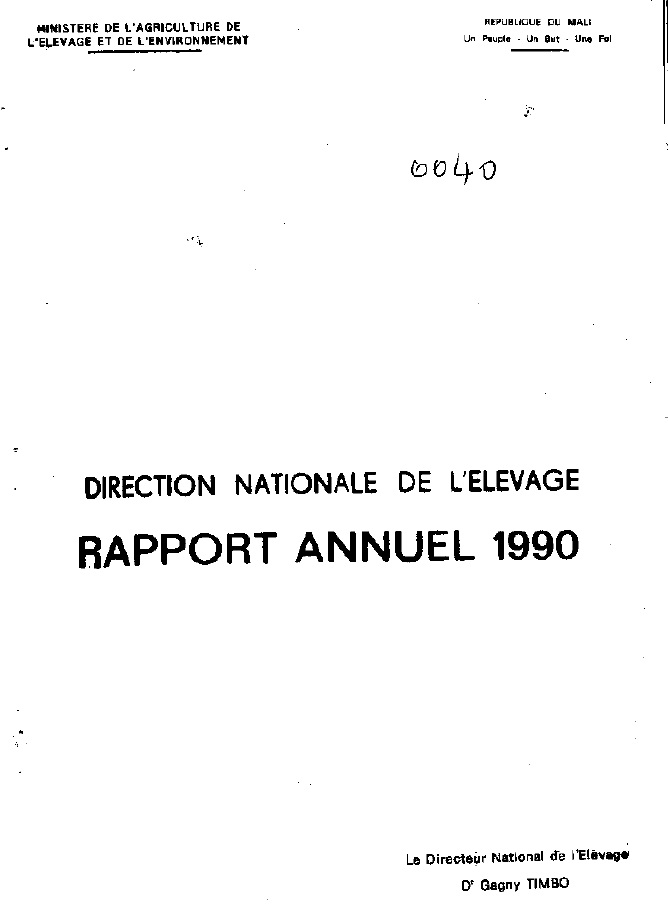 MINISTERE DE L'AGRICULTURE DE
L'ELEVAGE ET DE L'ENVIRONNEMENT
REPUBLIQUE DU MALI
Un Peuple - Un But - Une Foi
0040
DIRECTION NATIONALE DE L'ELEVAGE
RAPPORT ANNUEL 1990
Le Directeur National de l'Elévage
Dr Gagny TIMBO